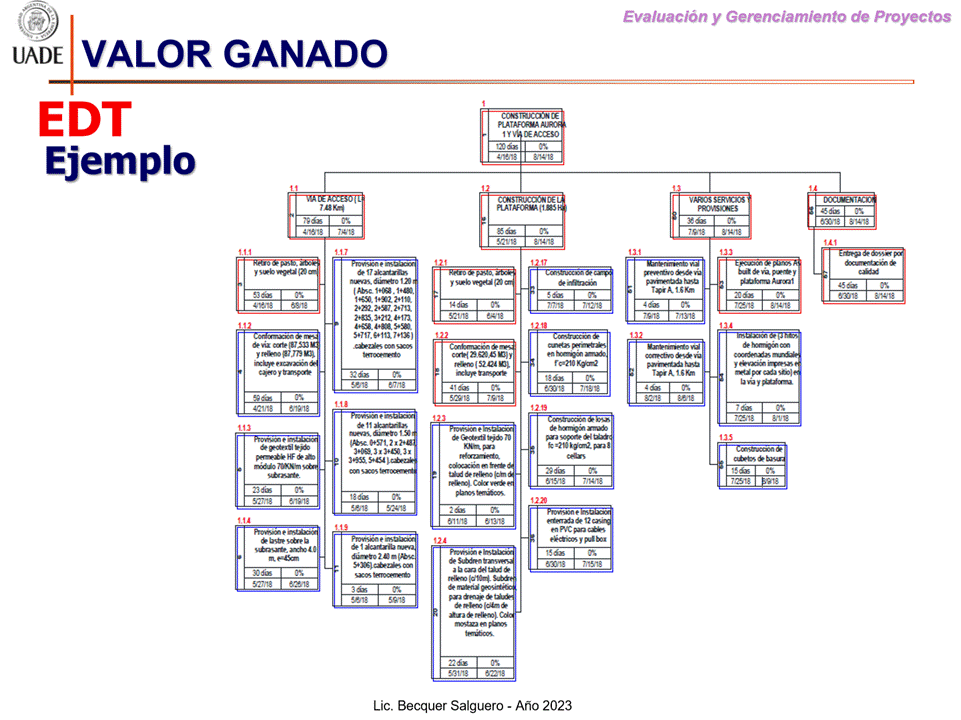 Evaluación y Gerenciamiento de Proyectos
UADE
VALOR GANADO
EDT
Ejemplo
1
CONSTRUCCIÓN DE
PLATAFORMA AURORA
1 Y VÍA DE ACCESO
1
120 días 0%
4/16/18 8/14/18
1.1
VIA DE ACCESO ( L=
7.48 Km)
2
79 días 0%
4/16/18 7/4/18
1.2
CONSTRUCCIÓN DE LA
PLATAFORMA (1.885 Ha)
16
85 días 0%
5/21/18 8/14/18
1.3
VARIOS SERVICIOS Y
PROVISIONES
36 días 0%
7/9/18 8/14/18
1.4
DOCUMENTACION
45 días 0%
6/30/18 8/14/18
1.4.1
Entrega de dossier por
documentación de
calidad
67
45 días 0%
6/30/18 8/14/18
1.1.1
Retiro de pasto, árboles
y suelo vegetal (20 cm)
3
53 días 0%
4/16/18 6/8/18
1.1.2
Conformación de mesa
de vía: corte (87,533 M3)
y relleno (87,779 M3),
incluye excavación del
cajero y transporte
4
59 días 0%
4/21/18 6/19/18
1.1.3
Provisión e instalación
de geotextil tejido
permeable HF de alto
módulo 70/KN/m sobre
subrasante.
23 días 0%
5/27/18 6/19/18
1.1.4
Provisión e instalación
de lastre sobre la
subrasante, ancho 4.0
m, e=45cm
30 días 0%
5/27/18 6/26/18
1.1.7
Provision e instalacion
de 17 alcantarillas
nuevas, diámetro 1.20 m
( Absc. 1+068 , 1+480,
1+650, 1+902, 2+110,
2+292, 2+587, 2+713,
2+835, 3+212, 4+173,
4+658, 4+808, 5+580,
5+717, 6+113, 7+136 )
.cabezales con sacos
terrocemento
9
32 días 0%
5/6/18 6/7/18
1.1.8
Provisión e instalación
de 11 alcantarillas
nuevas, diámetro 1.50 m
(Absc. 0+571, 2 x 2+487,
3+069, 3 x 3+450, 3 x
3+955, 5+454 ).cabezales
con sacos terrocemento
10
18 días 0%
5/6/18 5/24/18
1.1.9
Provisión e instalación
de 1 alcantarilla nueva,
diámetro 2.40 m (Absc.
5+306).cabezales con
sacos terrocemento
11
3 días 0%
5/6/18 5/9/18
1.2.1
Retiro de pasto, árboles
y suelo vegetal (20 cm)
17
14 días 0%
5/21/18 6/4/18
1.2.2
Conformación de mesa:
corte( 29.620,45 M3) y
relleno ( 52.424 M3),
incluye transporte
18
41 días 0%
5/29/18 7/9/18
1.2.3
Provisión e Instalación
de Geotextil tejido 70
KN/m, para
reforzamiento,
colocación en frente de
talud de relleno (c/m de
relleno). Color verde en
planos temáticos.
19
2 días 0%
6/11/18 6/13/18
1.2.4
Provisión e Instalación
de Subdren transversal
a la cara del talud de
relleno (c/10m). Subdren
de material geosintético
para drenaje de taludes
de relleno (c/4m de
altura de relleno). Color
mostaza en planos
temáticos.
20
22 días 0%
5/31/18 6/22/18
1.2.17
Construcción de campo
de infiltración
33
5 días 0%
7/7/18 7/12/18
1.2.18
Construcción de
cunetas perimetrales
en hormigón armado,
f'c=210 Kg/cm2
34
18 días 0%
6/30/18 7/18/18
1.2.19
Construcción de losas
de hormigón armado
para soporte del taladro
fc =210 kg/cm2, para 8
cellars
35
29 días 0%
6/15/18 7/14/18
1.2.20
Provisión e instalación
enterrada de 12 casing
en PVC para cables
eléctricos y pull box
36
15 días 0%
6/30/18 7/15/18
1.3.1
Mantenimiento vial
preventivo desde vía
pavimentada hasta
Tapir A, 1.6 Km
4 días 0%
7/9/18 7/13/18
1.3.2
Mantenimiento vial
correctivo desde vía
pavimentada hasta
Tapir A, 1.6 Km
4 días 0%
8/2/18 8/6/18
1.3.3
Ejecución de planos As
built de vía, puente y
plataforma Aurora1
20 días 0%
7/25/18 8/14/18
1.3.4
Instalación de (3 hitos
de hormigón con
coordenadas mundiales
y elevación impresas en
metal por cada sitio) en
la vía y plataforma.
7 días 0%
7/25/18 8/1/18
1.3.5
Construcción de
cubetos de basura
15 días 0%
7/25/18 8/9/18
Lic. Becquer Salguero - Año 2023